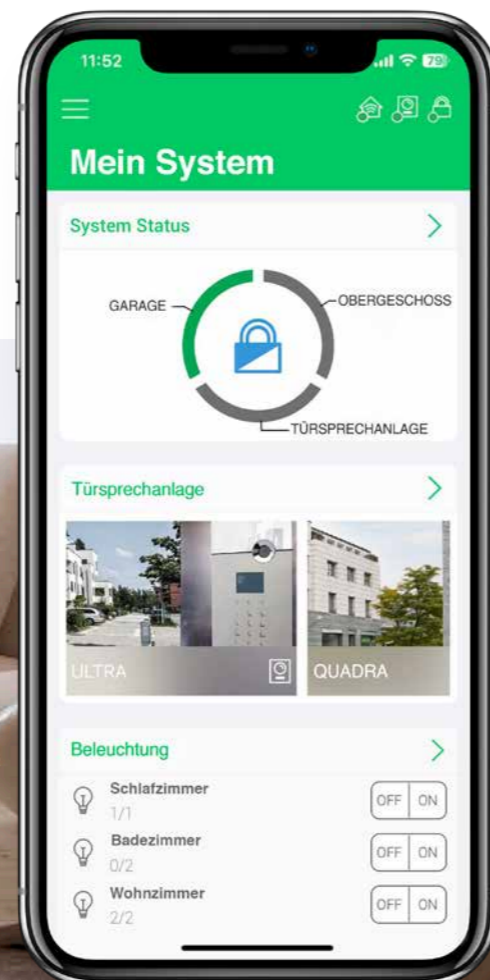 11:52
79
Mein System
System Status
GARAGE
OBERGESCHOSS
TÜRSPRECHANLAGE
Türsprechanlage
ULTRA
QUADRA
Beleuchtung
Schlafzimmer
1/1
OFF ON
Badezimmer
0/2
OFF ON
Wohnzimmer
2/2
OFF ON